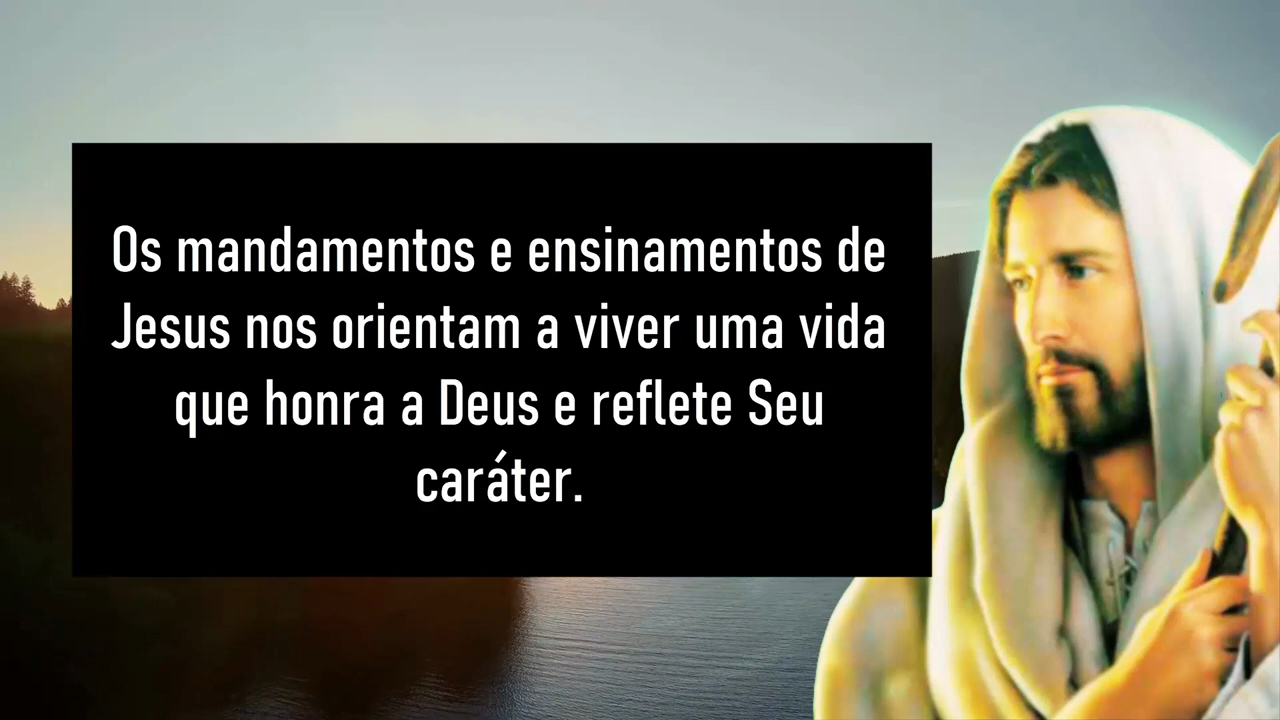 Os mandamentos e ensinamentos de
Jesus nos orientam a viver uma vida
que honra a Deus e reflete Seu
caráter.